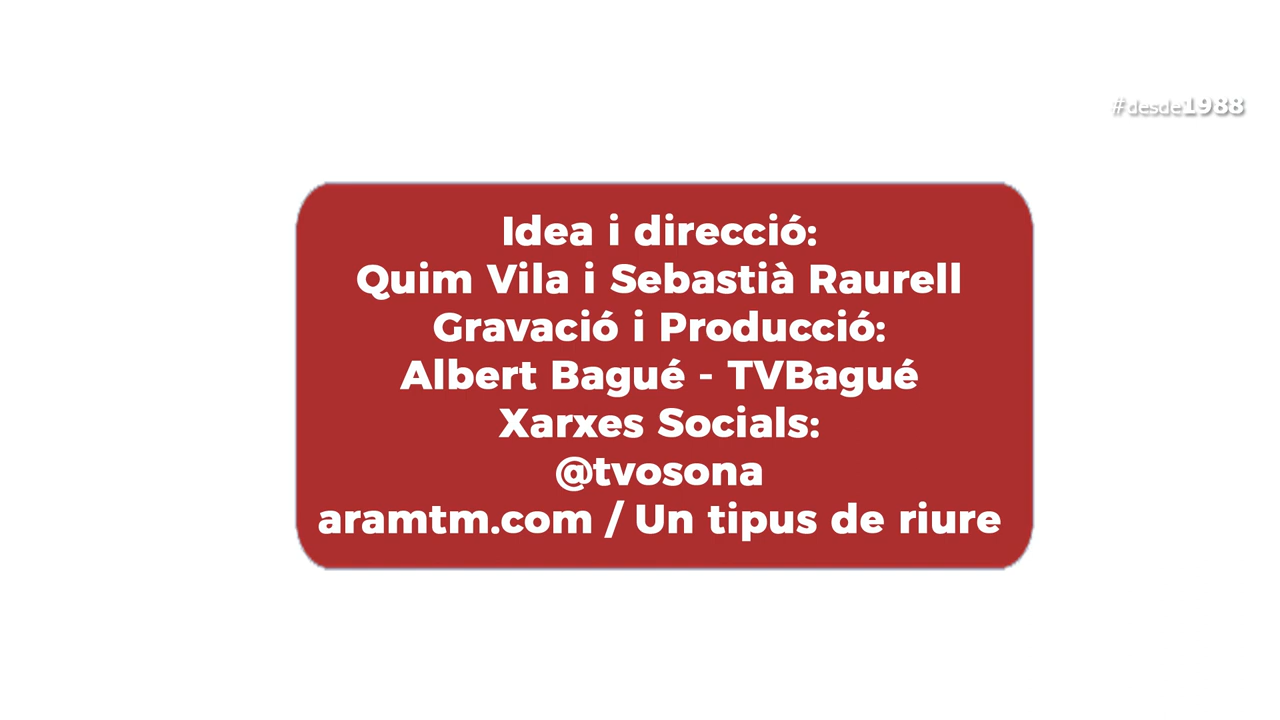 #desde1988
Idea i direcció:
Quim Vila i Sebastià Raurell
Gravació i Producció:
Albert Bagué - TVBagué
Xarxes Socials:
@tvosona
aramtm.com / Un tipus de riure